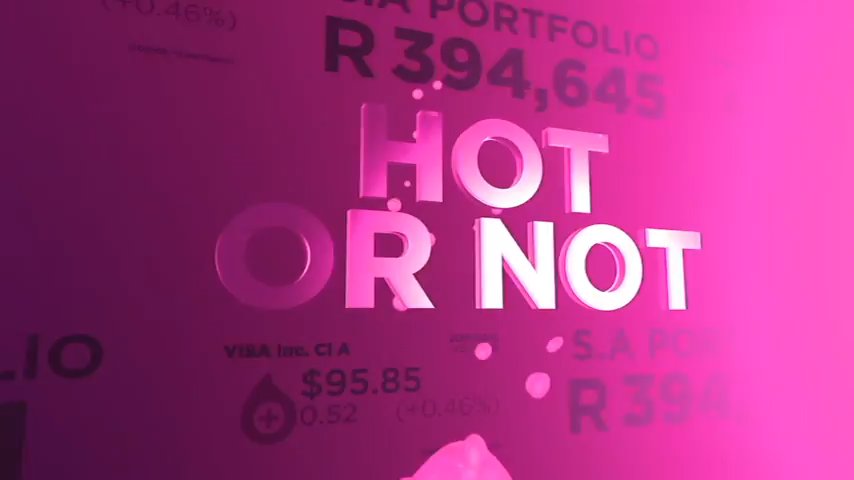 (+0.46%)
PORTFOLIO
R 394,645
HOT
OR NOT
LIO
VISA Inc. Cl A
$95.85
0.52 (+0.46%)
S.A
R 394,